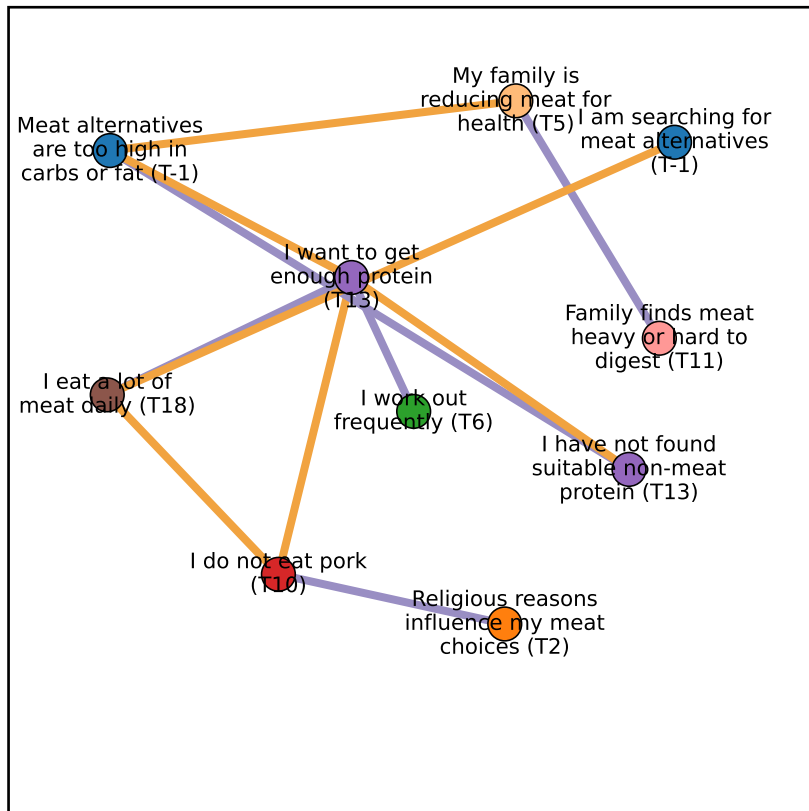 My family is
reducing meat for
health (T5)
I am searching for
meat alternatives
(T-1)
Meat alternatives
are too high in
carbs or fat (T-1)
I want to get
enough protein
(T13)
Family finds meat
heavy or hard to
digest (T11)
I eat a lot of
meat daily (T18)
I work out
frequently (T6)
I have not found
suitable non-meat
protein (T13)
I do not eat pork
(T10)
Religious reasons
influence my meat
choices (T2)